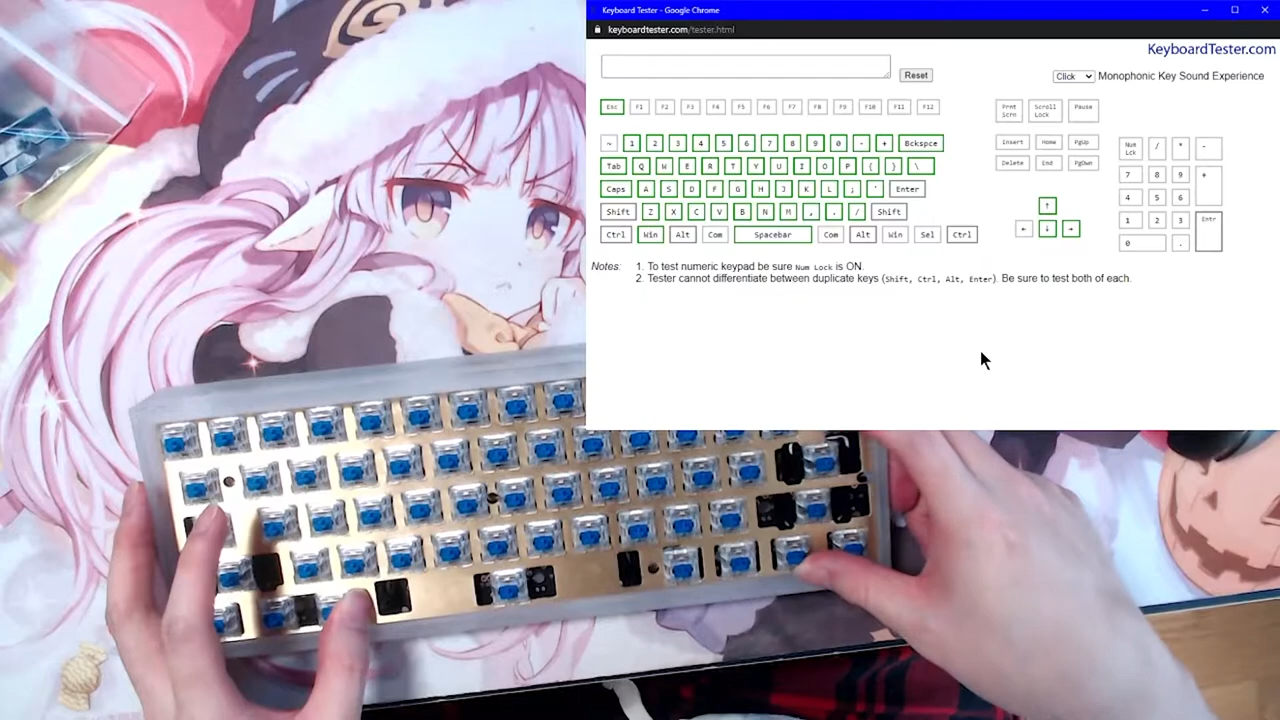 Keyboard Tester - Google Chrome
keyboardtester.com/tester.html
KeyboardTester.com
Reset
Click Monophonic Key Sound Experience
Esc F1 F2 F3 F4 F5 F6 F7 F8 F9 F10 F11 F12
Prnt Scrn Scroll Lock Pause
~ 1 2 3 4 5 6 7 8 9 0 - + Bckspce
Insert Home PgUp
Num Lck / * -
Tab Q W E R T Y U I O P { } \
Delete End PgDwn
7 8 9 +
Caps A S D F G H J K L ; ' Enter
4 5 6
Shift Z X C V B N M , . / Shift
↑
1 2 3 Entr
Ctrl Win Alt Com Spacebar Com Alt Win Sel Ctrl
← ↓ →
0 .
Notes: 1. To test numeric keypad be sure Num Lock is ON.
2. Tester cannot differentiate between duplicate keys (Shift, Ctrl, Alt, Enter). Be sure to test both of each.